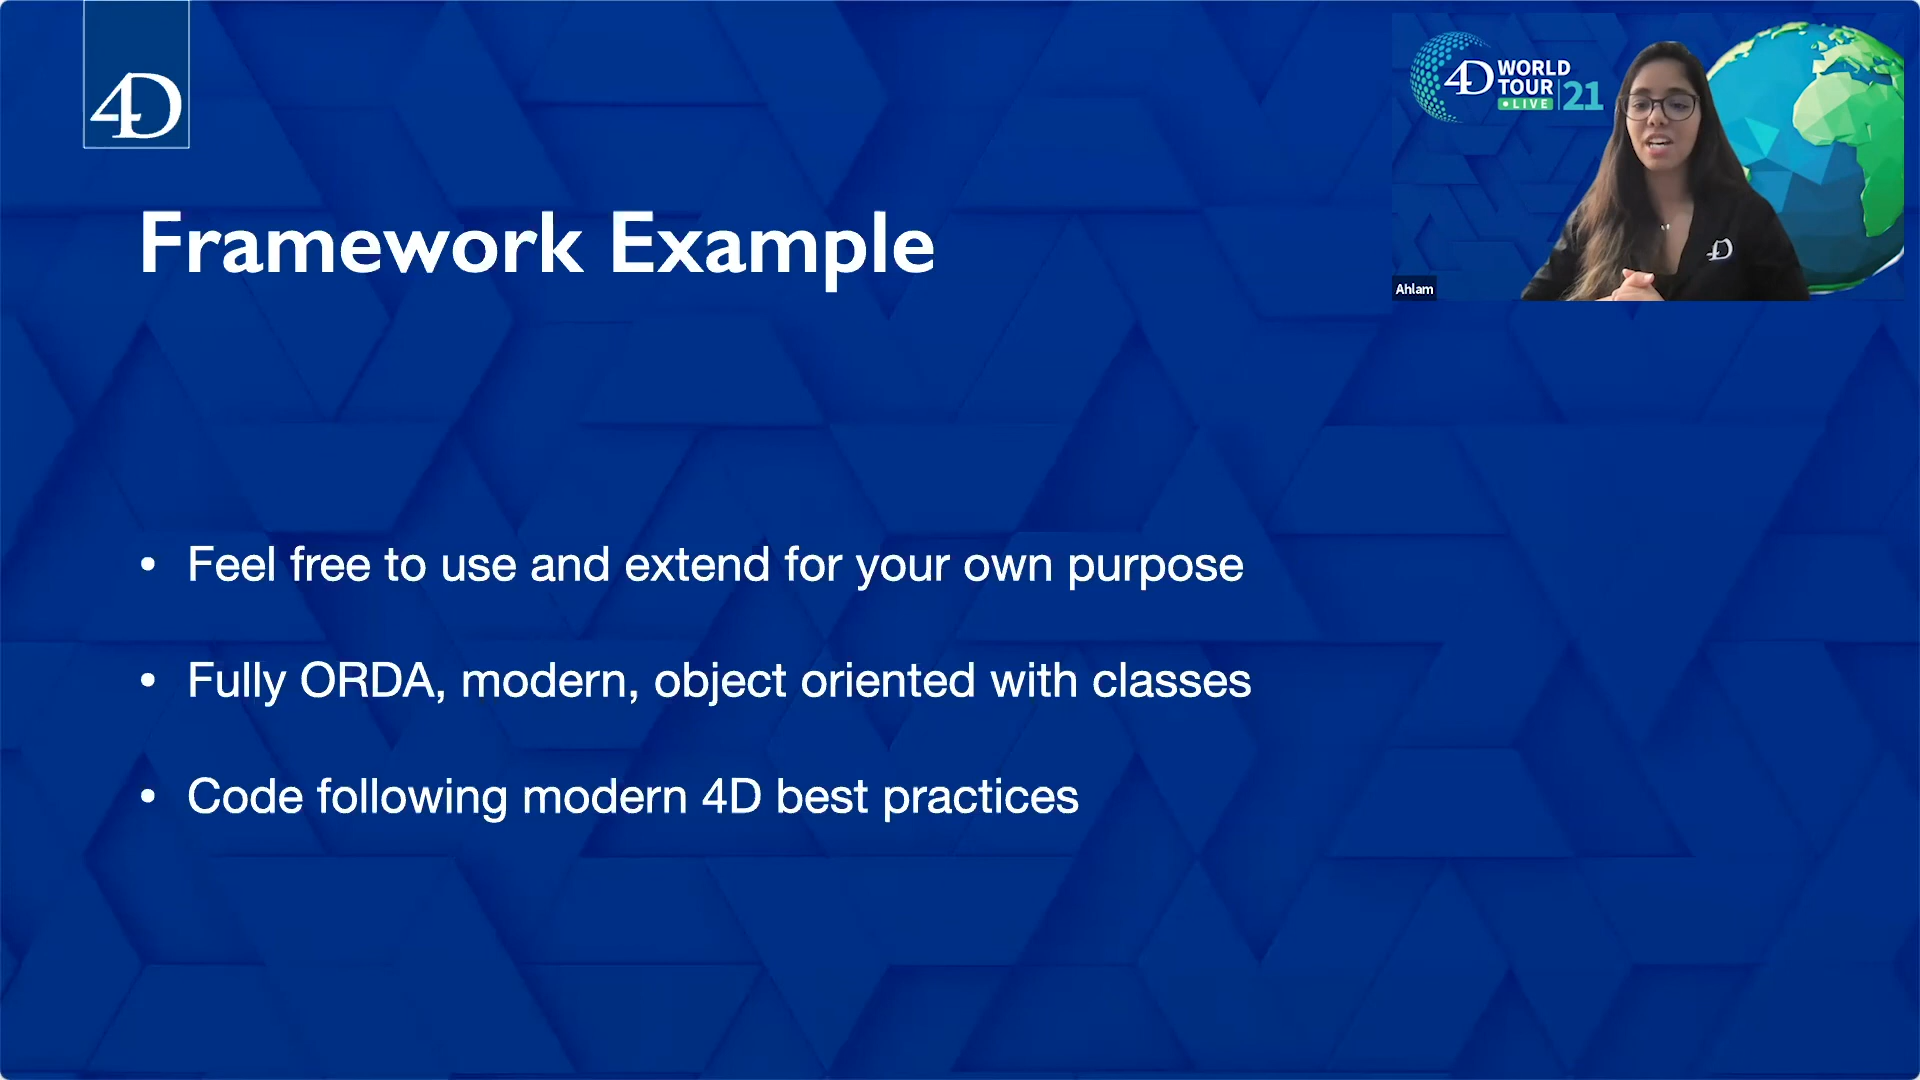 4D
4D WORLD
TOUR
LIVE 21
4D
Ahlam
Framework Example
• Feel free to use and extend for your own purpose
• Fully ORDA, modern, object oriented with classes
• Code following modern 4D best practices